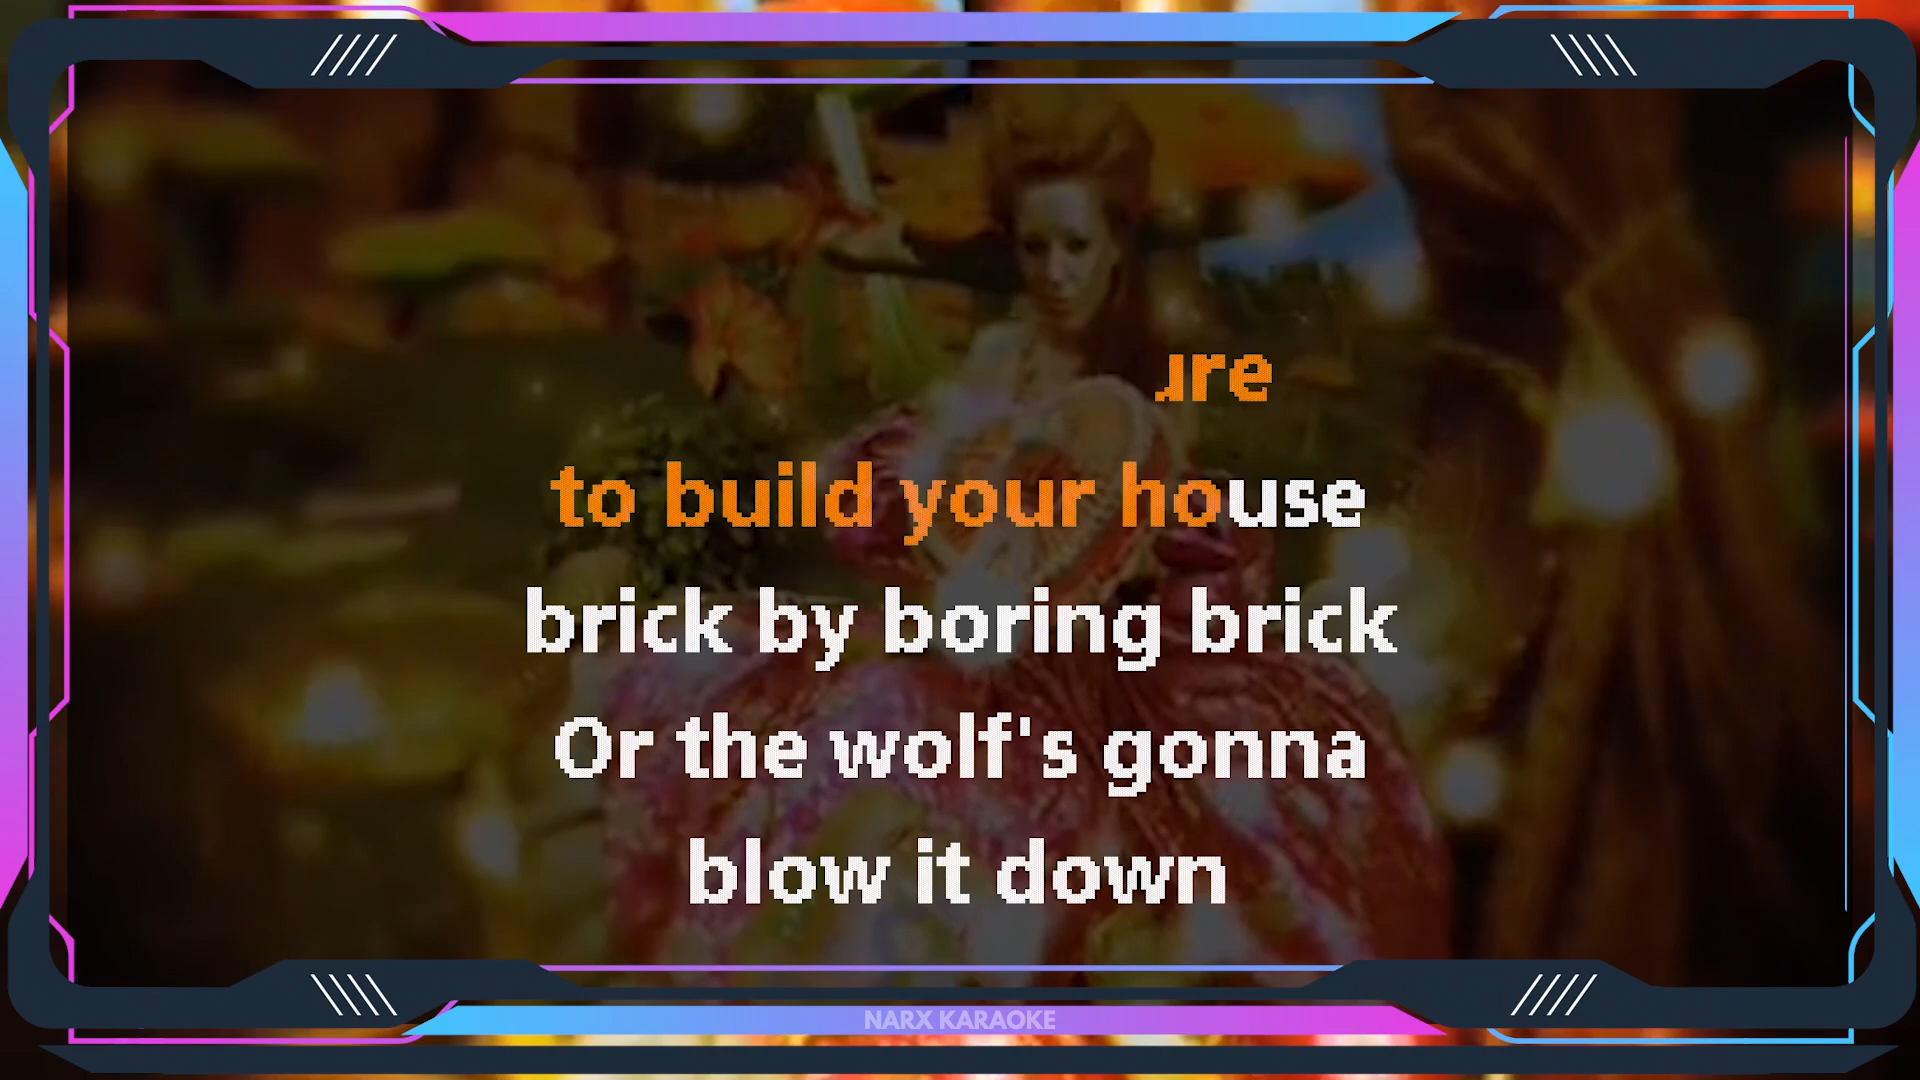 to build your house
brick by boring brick
Or the wolf's gonna
blow it down
NARX KARAOKE